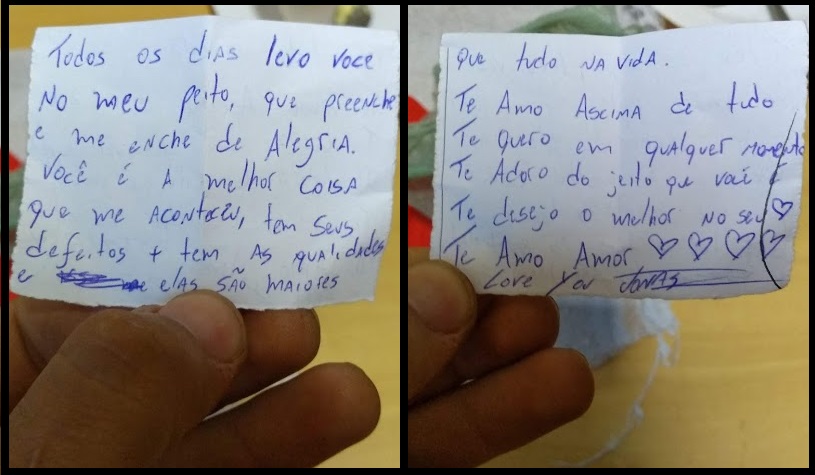 Todos os dias levo voce
No meu peito, que preenche
e me enche de Alegria.
Você é a melhor coisa
que me aconteceu, tem seus
defeitos + tem as qualidades
e elas são maiores
que tudo na vida.
Te Amo Ascima de tudo
Te quero em qualquer momento
Te Adoro do jeito que você é
Te desejo o melhor no seu ♡
Te Amo Amor ♡ ♡ ♡ ♡
Love You Jonas